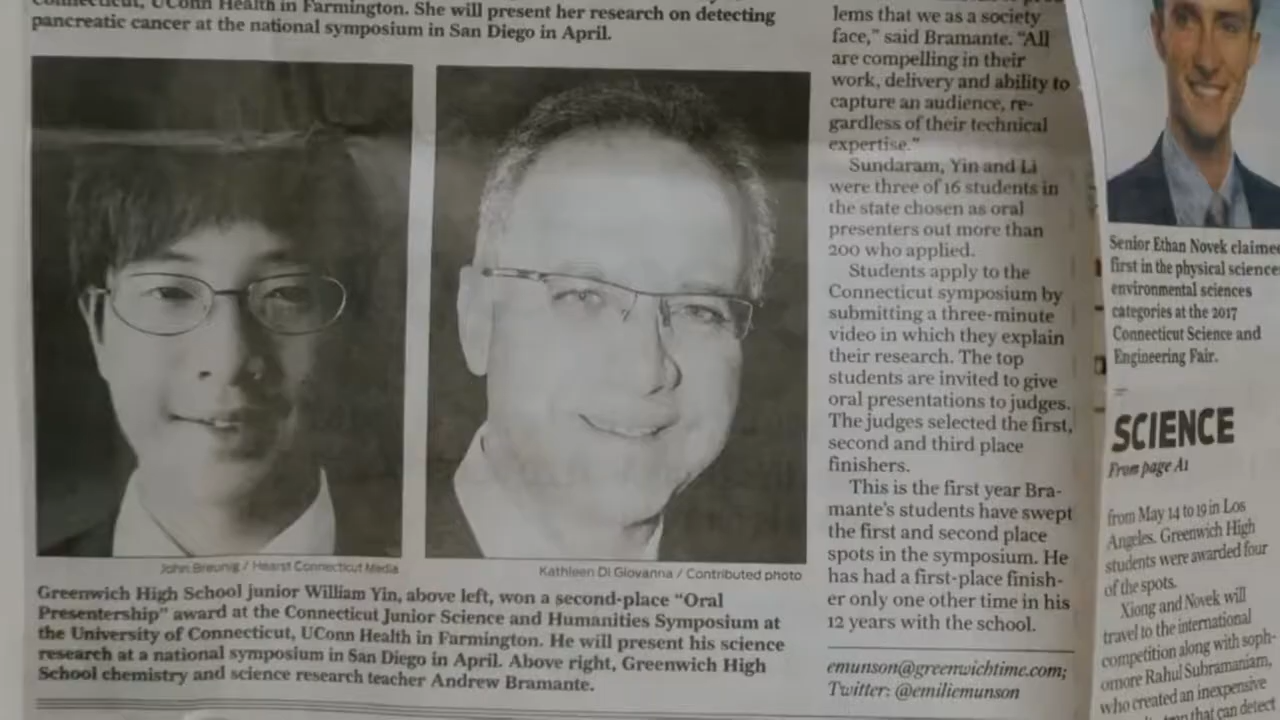 Connecticut, UConn Health in Farmington. She will present her research on detecting
pancreatic cancer at the national symposium in San Diego in April.
John Breunig / Hearst Connecticut Media
Kathleen Di Giovanna / Contributed photo
Greenwich High School junior William Yin, above left, won a second-place "Oral
Presentership" award at the Connecticut Junior Science and Humanities Symposium at
the University of Connecticut, UConn Health in Farmington. He will present his science
research at a national symposium in San Diego in April. Above right, Greenwich High
School chemistry and science research teacher Andrew Bramante.
lems that we as a society
face," said Bramante. "All
are compelling in their
work, delivery and ability to
capture an audience, re-
gardless of their technical
expertise."
Sundaram, Yin and Li
were three of 16 students in
the state chosen as oral
presenters out more than
200 who applied.
Students apply to the
Connecticut symposium by
submitting a three-minute
video in which they explain
their research. The top
students are invited to give
oral presentations to judges.
The judges selected the first,
second and third place
finishers.
This is the first year Bra-
mante's students have swept
the first and second place
spots in the symposium. He
has had a first-place finish-
er only one other time in his
12 years with the school.
emunson@greenwichtime.com;
Twitter: @emiliemunson
Senior Ethan Novek claimed
first in the physical science
environmental sciences
categories at the 2017
Connecticut Science and
Engineering Fair.
SCIENCE
From page A1
from May 14 to 19 in Los
Angeles. Greenwich High
students were awarded four
of the spots.
Xiong and Novek will
travel to the international
competition along with soph-
omore Rahul Subramaniam,
who created an inexpensive
that can detect